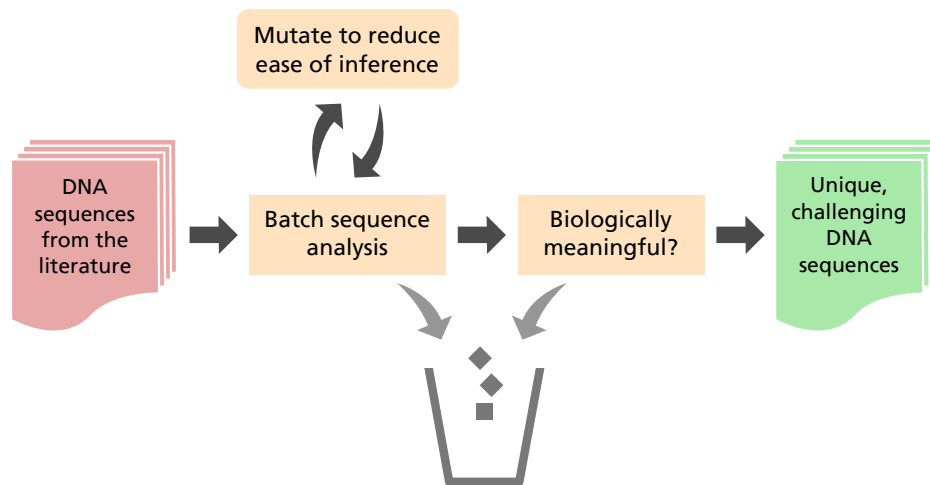 Mutate to reduce
ease of inference
DNA
sequences
from the
literature
Batch sequence
analysis
Biologically
meaningful?
Unique,
challenging
DNA
sequences